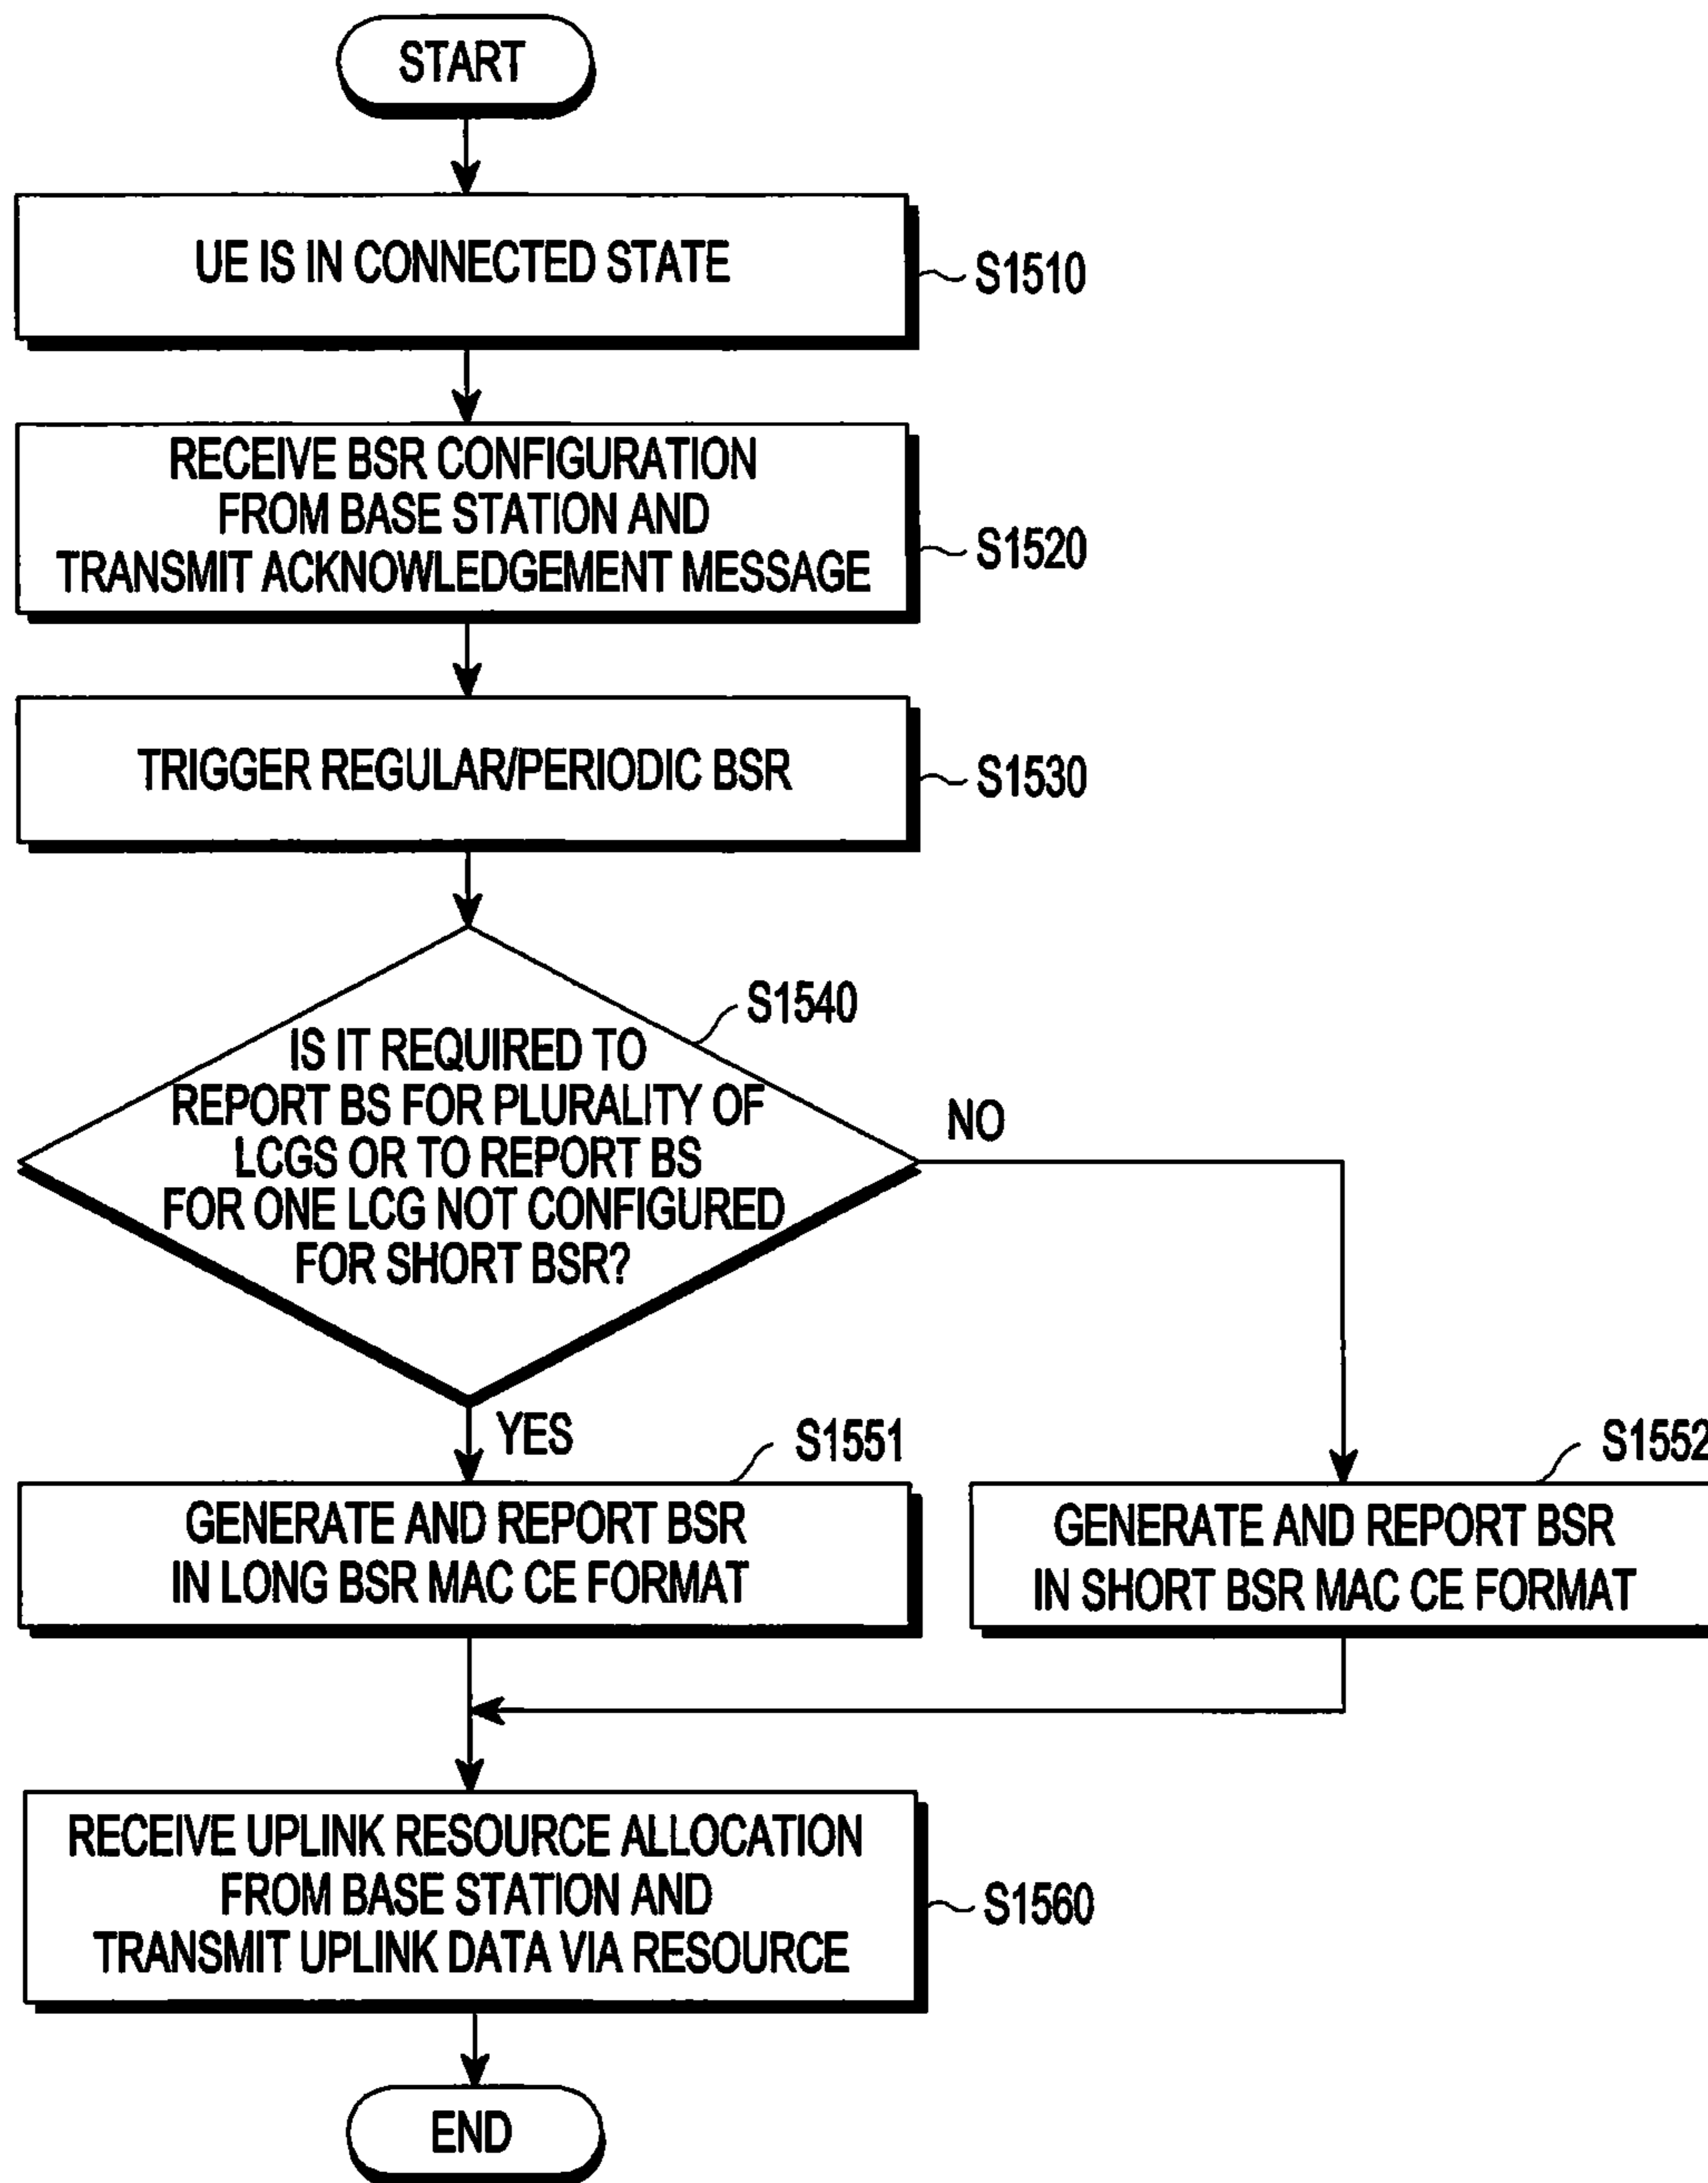 START
UE IS IN CONNECTED STATE
S1510
RECEIVE BSR CONFIGURATION
FROM BASE STATION AND
TRANSMIT ACKNOWLEDGEMENT MESSAGE
S1520
TRIGGER REGULAR/PERIODIC BSR
S1530
S1540
IS IT REQUIRED TO
REPORT BS FOR PLURALITY OF
LCGS OR TO REPORT BS
FOR ONE LCG NOT CONFIGURED
FOR SHORT BSR?
NO
YES
S1551
GENERATE AND REPORT BSR
IN LONG BSR MAC CE FORMAT
S1552
GENERATE AND REPORT BSR
IN SHORT BSR MAC CE FORMAT
RECEIVE UPLINK RESOURCE ALLOCATION
FROM BASE STATION AND
TRANSMIT UPLINK DATA VIA RESOURCE
S1560
END